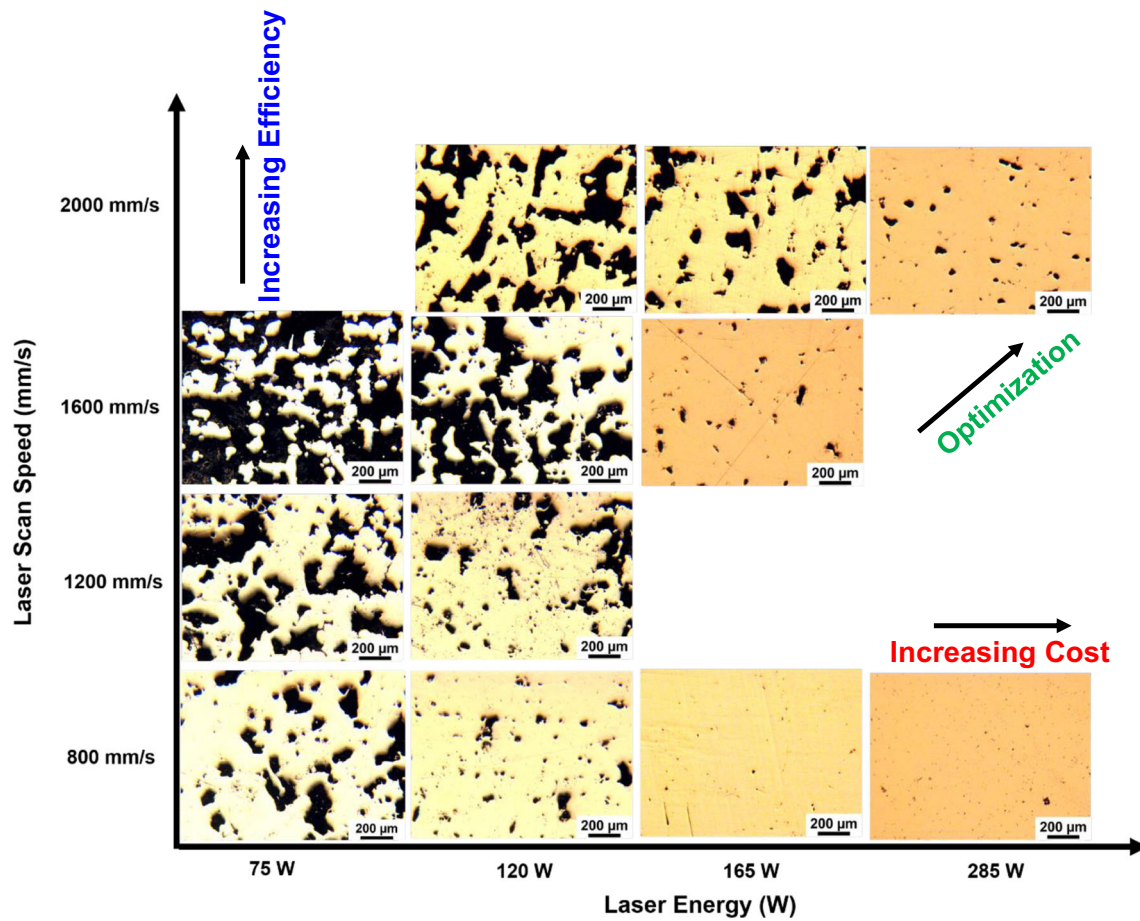 Increasing Efficiency
Laser Scan Speed (mm/s)
2000 mm/s
200 µm
200 µm
200 µm
Optimization
1600 mm/s
200 µm
200 µm
200 µm
1200 mm/s
200 µm
200 µm
Increasing Cost
800 mm/s
200 µm
200 µm
200 µm
200 µm
75 W
120 W
165 W
285 W
Laser Energy (W)